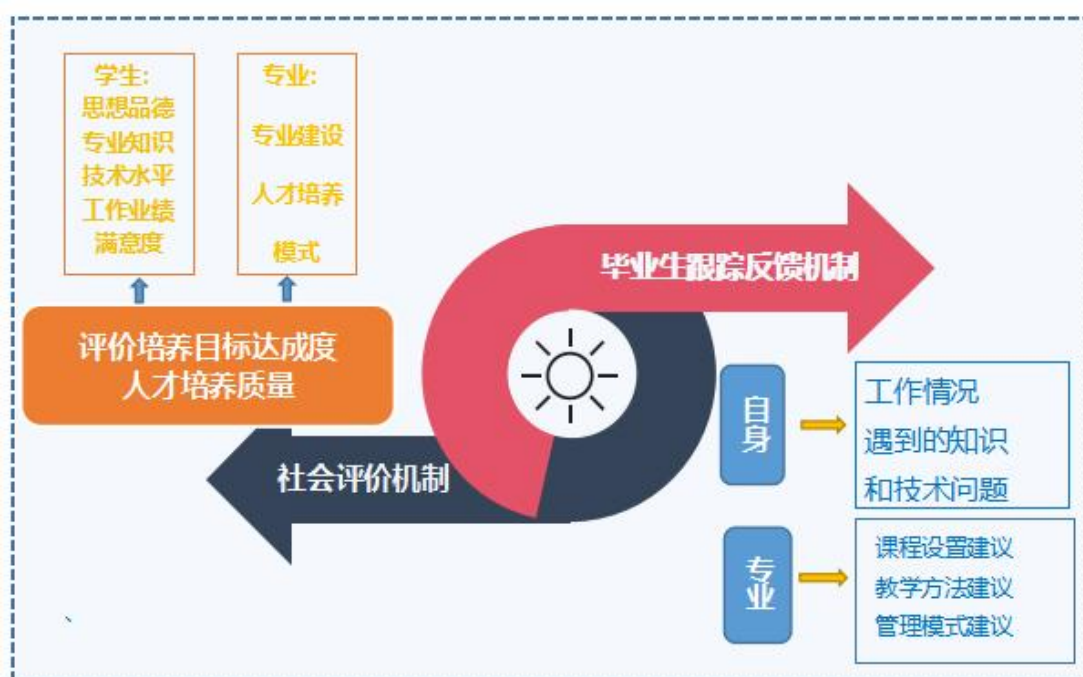 学生:
思想品德
专业知识
技术水平
工作业绩
满意度
专业:
专业建设
人才培养
模式
评价培养目标达成度
人才培养质量
毕业生跟踪反馈机制
社会评价机制
自身
工作情况
遇到的知识
和技术问题
专业
课程设置建议
教学方法建议
管理模式建议
、